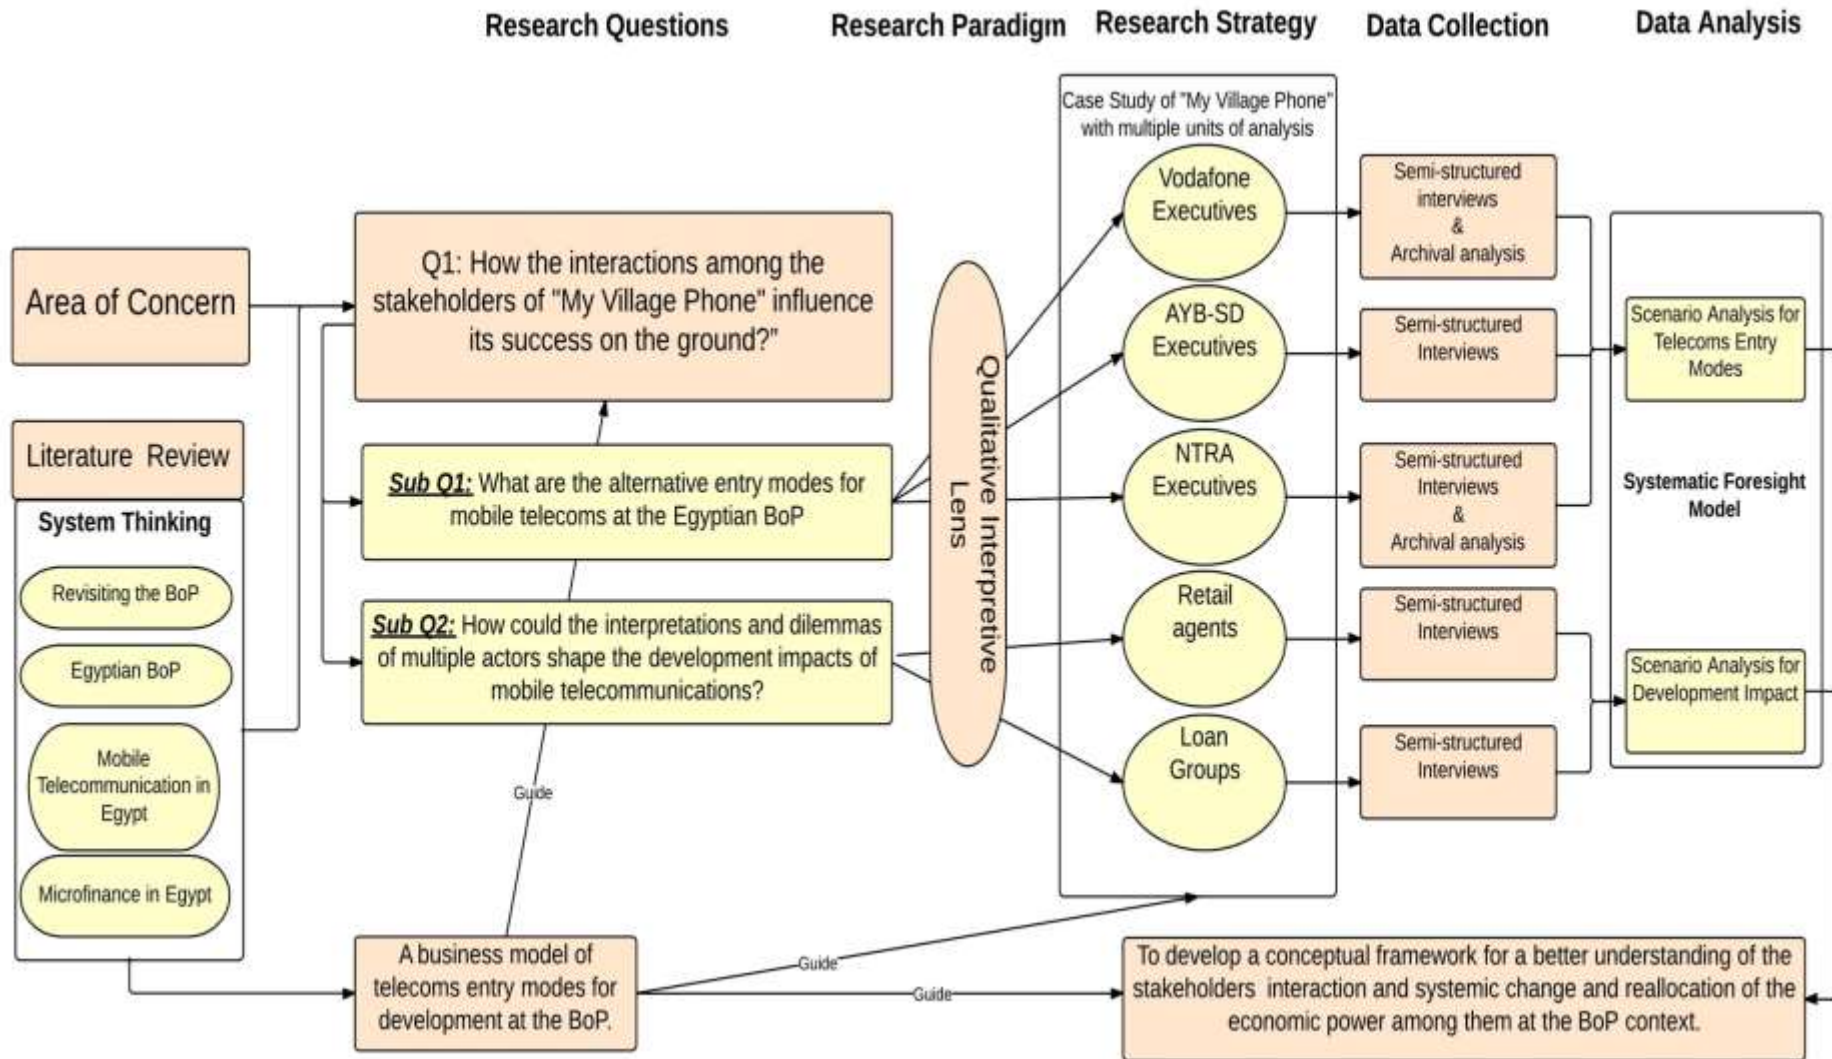 Research Questions
Research Paradigm
Research Strategy
Data Collection
Data Analysis
Area of Concern
Literature Review
System Thinking
Revisiting the BoP
Egyptian BoP
Mobile
Telecommunication in
Egypt
Microfinance in Egypt
Q1: How the interactions among the
stakeholders of "My Village Phone" influence
its success on the ground?”
Sub Q1: What are the alternative entry modes for
mobile telecoms at the Egyptian BoP
Sub Q2: How could the interpretations and dilemmas
of multiple actors shape the development impacts of
mobile telecommunications?
Guide
A business model of
telecoms entry modes for
development at the BoP.
Guide
Guide
Qualitative Interpretive
Lens
Case Study of "My Village Phone"
with multiple units of analysis
Vodafone
Executives
AYB-SD
Executives
NTRA
Executives
Retail
agents
Loan
Groups
Semi-structured
interviews
&
Archival analysis
Semi-structured
Interviews
Semi-structured
Interviews
&
Archival analysis
Semi-structured
Interviews
Semi-structured
Interviews
Scenario Analysis for
Telecoms Entry
Modes
Systematic Foresight
Model
Scenario Analysis for
Development Impact
To develop a conceptual framework for a better understanding of the
stakeholders interaction and systemic change and reallocation of the
economic power among them at the BoP context.